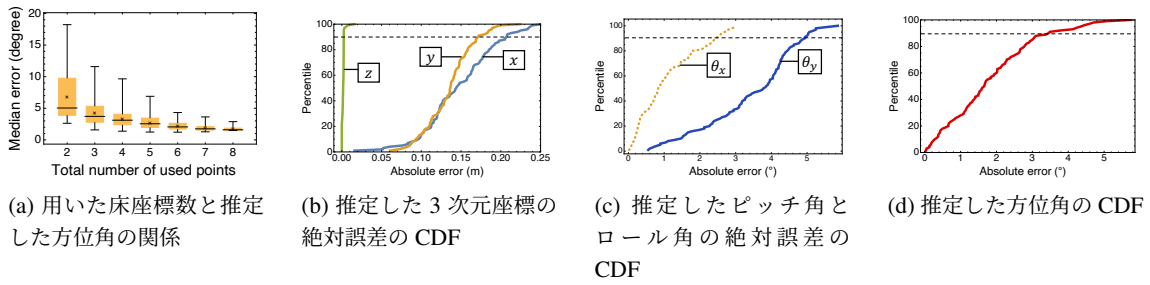 Median error (degree)
20
15
10
5
0
2 3 4 5 6 7 8
Total number of used points
(a) 用いた床座標数と推定
した方位角の関係
Percentile
100
80
60
40
20
0
z
y
x
0.00 0.05 0.10 0.15 0.20 0.25
Absolute error (m)
(b) 推定した 3 次元座標の
絶対誤差の CDF
Percentile
100
80
60
40
20
0
θx
θy
0 1 2 3 4 5
Absolute error (°)
(c) 推定したピッチ角と
ロール角の絶対誤差の
CDF
Percentile
100
80
60
40
20
0
0 1 2 3 4 5
Absolute error (°)
(d) 推定した方位角の CDF